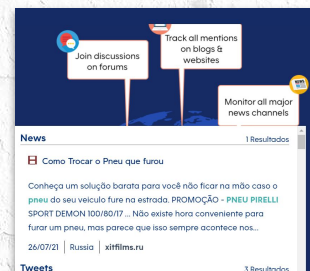 Track all mentions
on blogs &
websites
Join discussions
on forums
NEWS
Monitor all major
news channels
News
1 Resultados
Como Trocar o Pneu que furou
Conheça um solução barata para você não ficar na mão caso o
pneu do seu veiculo fure na estrada. PROMOÇÃO - PNEU PIRELLI
SPORT DEMON 100/80/17 ... Não existe hora conveniente para
furar um pneu, mas parece que isso sempre acontece nos...
26/07/21 | Russia | xitfilms.ru
Tweets
3 Resultados